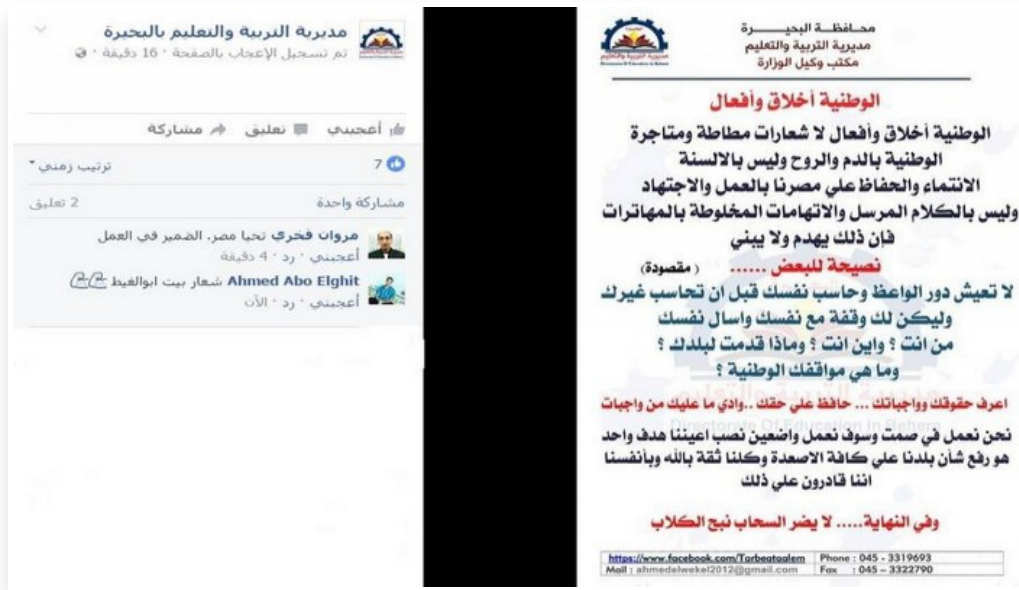 محـافظـة البحيـــرة
مديرية التربية والتعليم
مكتب وكيل الوزارة
الوطنية أخلاق وأفعال
الوطنية أخلاق وأفعال لا شعارات مطاطة ومتاجرة
الوطنية بالدم والروح وليس بالالسنة
الانتماء والحفاظ علي مصرنا بالعمل والاجتهاد
وليس بالكلام المرسل والاتهامات المخلوطة بالمهاترات
فإن ذلك يهدم ولا يبني
نصيحة للبعض ...... ( مقصودة)
لا تعيش دور الواعظ وحاسب نفسك قبل ان تحاسب غيرك
وليكن لك وقفة مع نفسك واسال نفسك
من انت ؟ واين انت ؟ وماذا قدمت لبلدك ؟
وما هي مواقفك الوطنية ؟
اعرف حقوقك وواجباتك ... حافظ علي حقك ..وادي ما عليك من واجبات
نحن نعمل في صمت وسوف نعمل واضعين نصب اعيننا هدف واحد
هو رفع شأن بلدنا علي كافة الاصعدة وكلنا ثقة بالله وبأنفسنا
اننا قادرون علي ذلك
وفي النهاية..... لا يضر السحاب نبح الكلاب
https://www.facebook.com/Tarbeataalem Phone : 045 - 3319693
Mail : ahmedelwekel2012@gmail.com Fax : 045 – 3322790
مديرية التربية والتعليم بالبحيرة
تم تسجيل الإعجاب بالصفحة · 16 دقيقة ·
أعجبني تعليق مشاركة
7 ترتيب زمني
مشاركة واحدة 2 تعليق
مروان فخري تحيا مصر. الضمير في العمل
أعجبني · رد · 4 دقيقة
Ahmed Abo Elghit شعار بيت ابوالغيط
أعجبني · رد · الآن